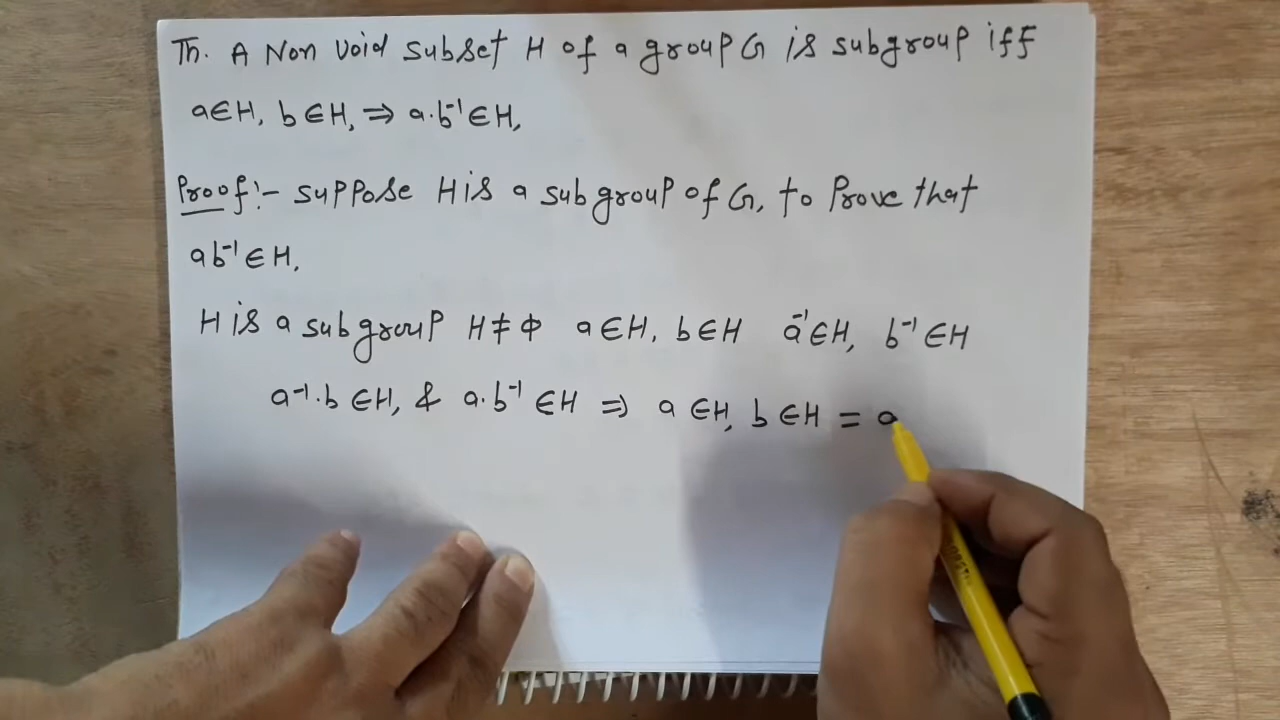 Th. A Non void subset H of a group G is subgroup iff
a∈H, b∈H, ⇒ a·b⁻¹∈H,
Proof:- suppose H is a subgroup of G, to Prove that
ab⁻¹∈H.
H is a subgroup H≠ϕ a∈H, b∈H a⁻¹∈H, b⁻¹∈H
a⁻¹·b∈H, & a·b⁻¹∈H ⇒ a∈H, b∈H = a